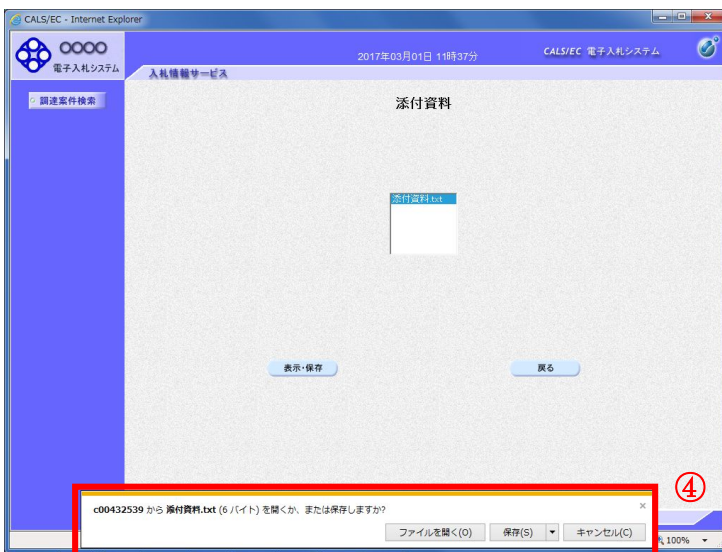 CALS/EC - Internet Explorer
OOOO
電子入札システム
2017年03月01日 11時37分
CALS/EC 電子入札システム
入札情報サービス
調達案件検索
添付資料
添付資料.txt
表示・保存
戻る
④
c00432539 から 添付資料.txt (6 バイト) を開くか、または保存しますか?
×
ファイルを開く(O)
保存(S)
キャンセル(C)
100%